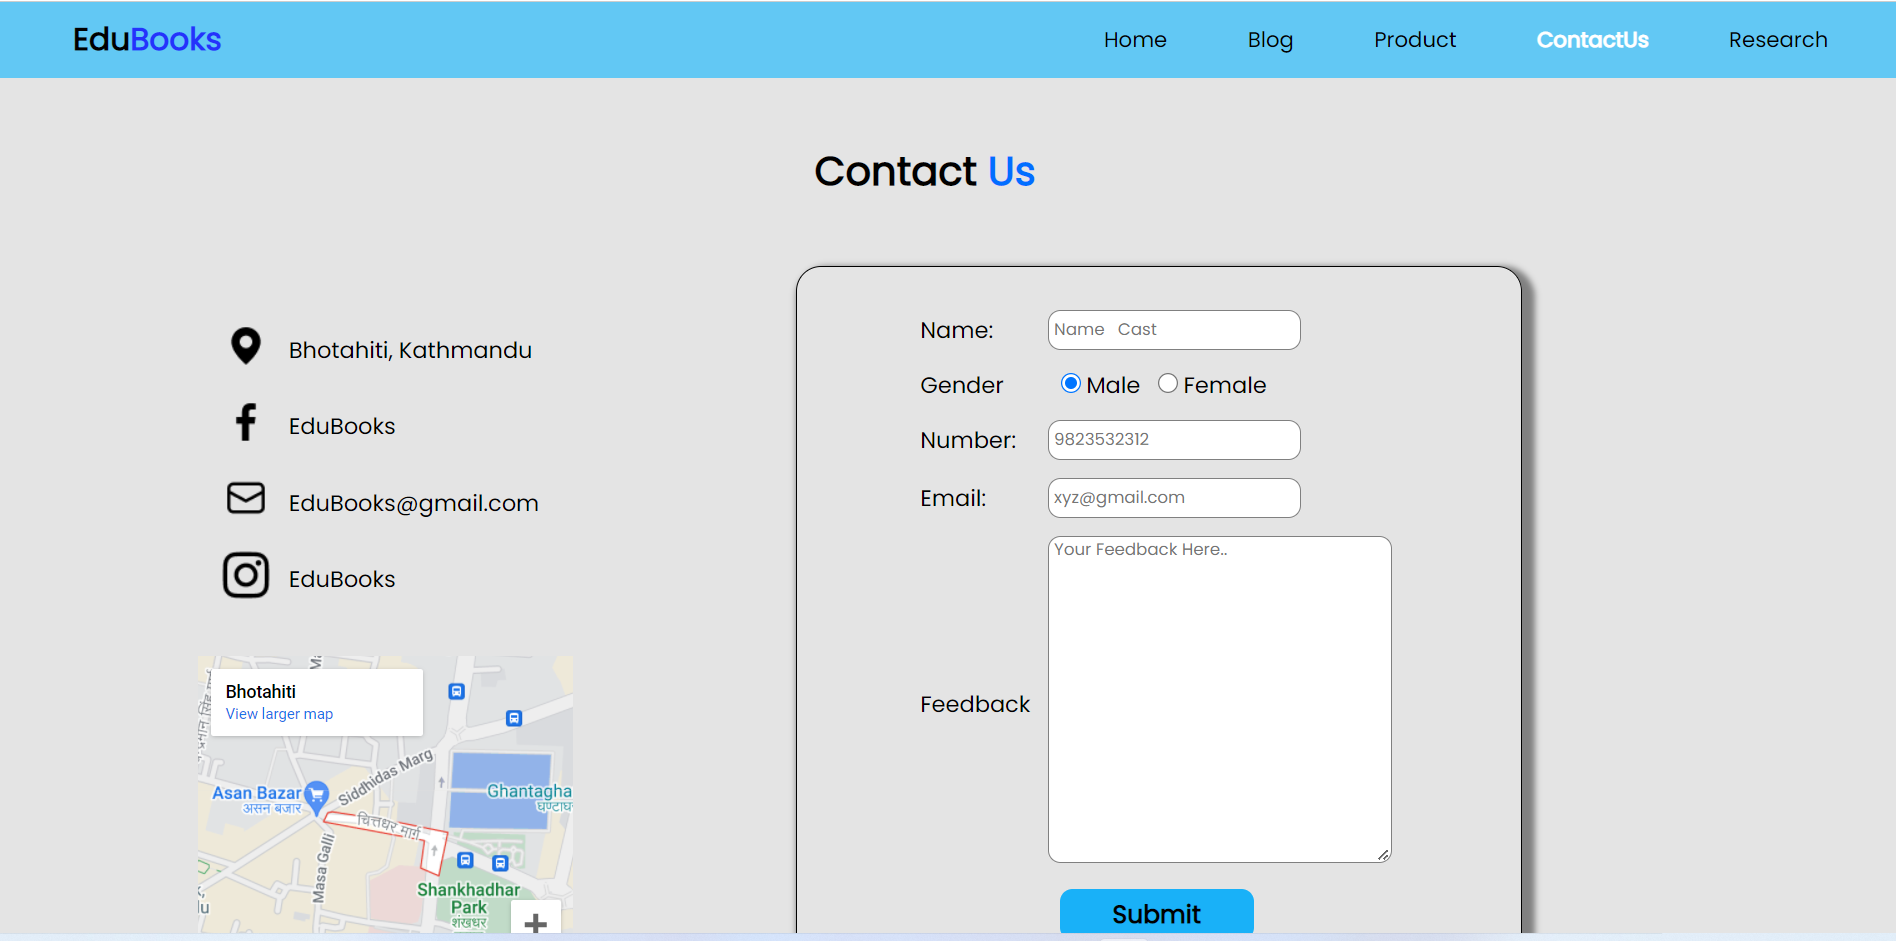 EduBooks
Home
Blog
Product
ContactUs
Research
Contact Us
Bhotahiti, Kathmandu
EduBooks
EduBooks@gmail.com
EduBooks
Bhotahiti
View larger map
Asan Bazar
असन बजार
Siddhidas Marg
चित्तधर मार्ग
Masa Galli
Ghantagha
घण्टाघ
Shankhadhar
Park
शंखधर
Name:
Name Cast
Gender
Male
Female
Number:
9823532312
Email:
xyz@gmail.com
Feedback
Your Feedback Here..
Submit